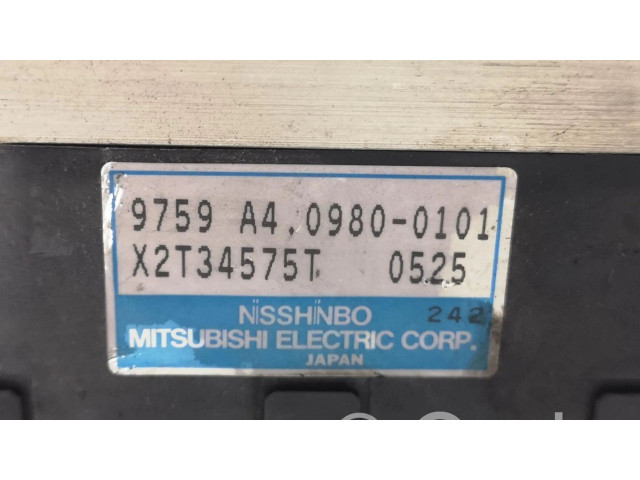 9759 A4.0980-0101
X2T34575T 0525
NiSSHiNBO 242
MITSUBISHI ELECTRIC CORP.
JAPAN